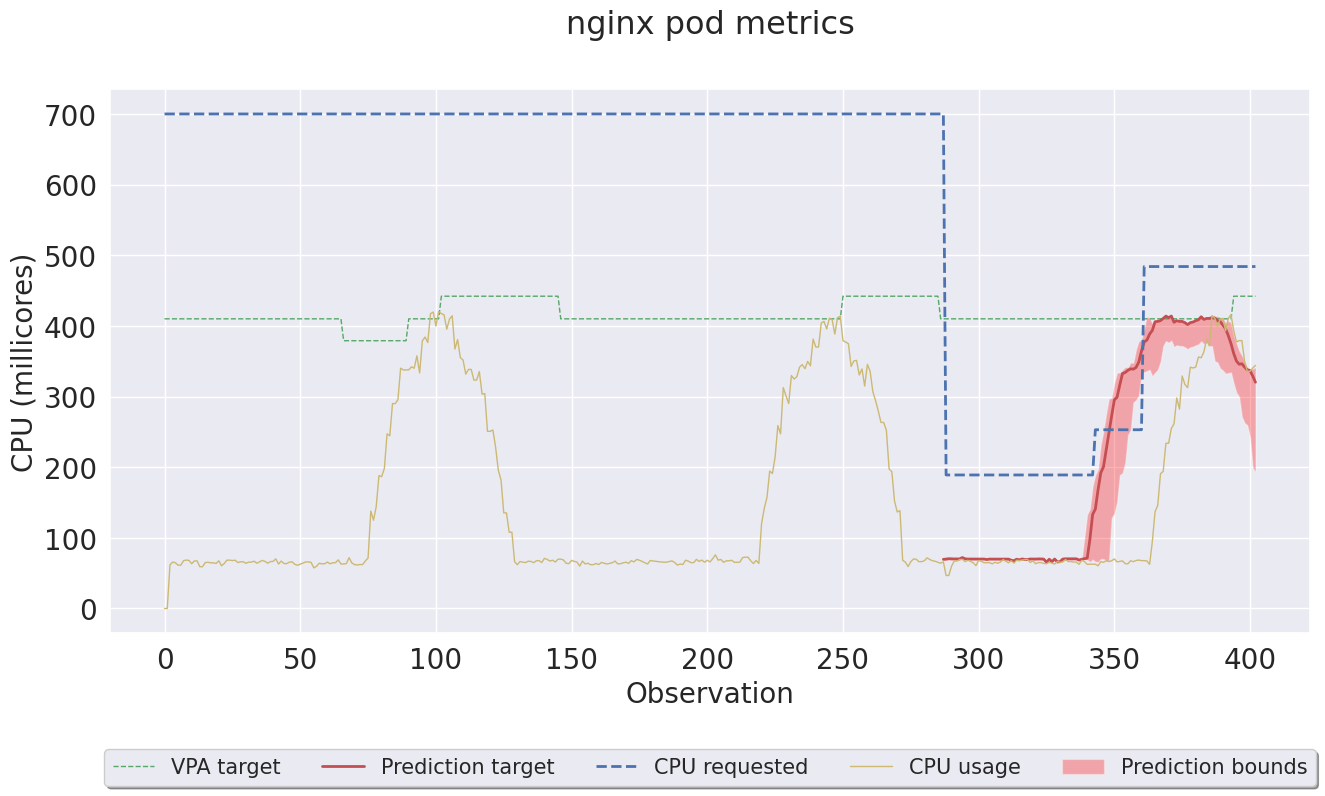 nginx pod metrics
700
600
500
400
300
200
100
0
CPU (millicores)
0 50 100 150 200 250 300 350 400
Observation
VPA target Prediction target CPU requested CPU usage Prediction bounds